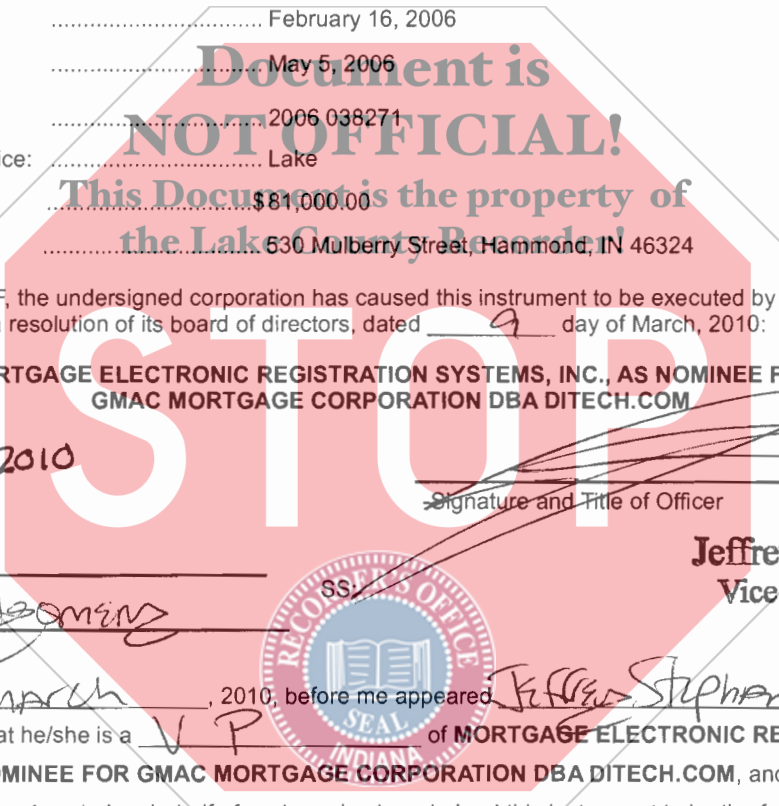 .................................. February 16, 2006
Document is
.................................. May 5, 2006
.................................. 2006 038271
NOT OFFICIAL!
ice: .................................. Lake
This Document is the property of
..................................$81,000.00
the Lake County Recorder!
.................................. 530 Mulberry Street, Hammond, IN 46324
F, the undersigned corporation has caused this instrument to be executed by
a resolution of its board of directors, dated 9 day of March, 2010:
STOP
RTGAGE ELECTRONIC REGISTRATION SYSTEMS, INC., AS NOMINEE F
GMAC MORTGAGE CORPORATION DBA DITECH.COM
2010
Signature and Title of Officer
Jeffre
Vice
SS:
RECORDER'S OFFICE
SEAL
INDIANA
march, 2010, before me appeared Jeffrey Stephan
at he/she is a V P of MORTGAGE ELECTRONIC RE
OMINEE FOR GMAC MORTGAGE CORPORATION DBA DITECH.COM, and